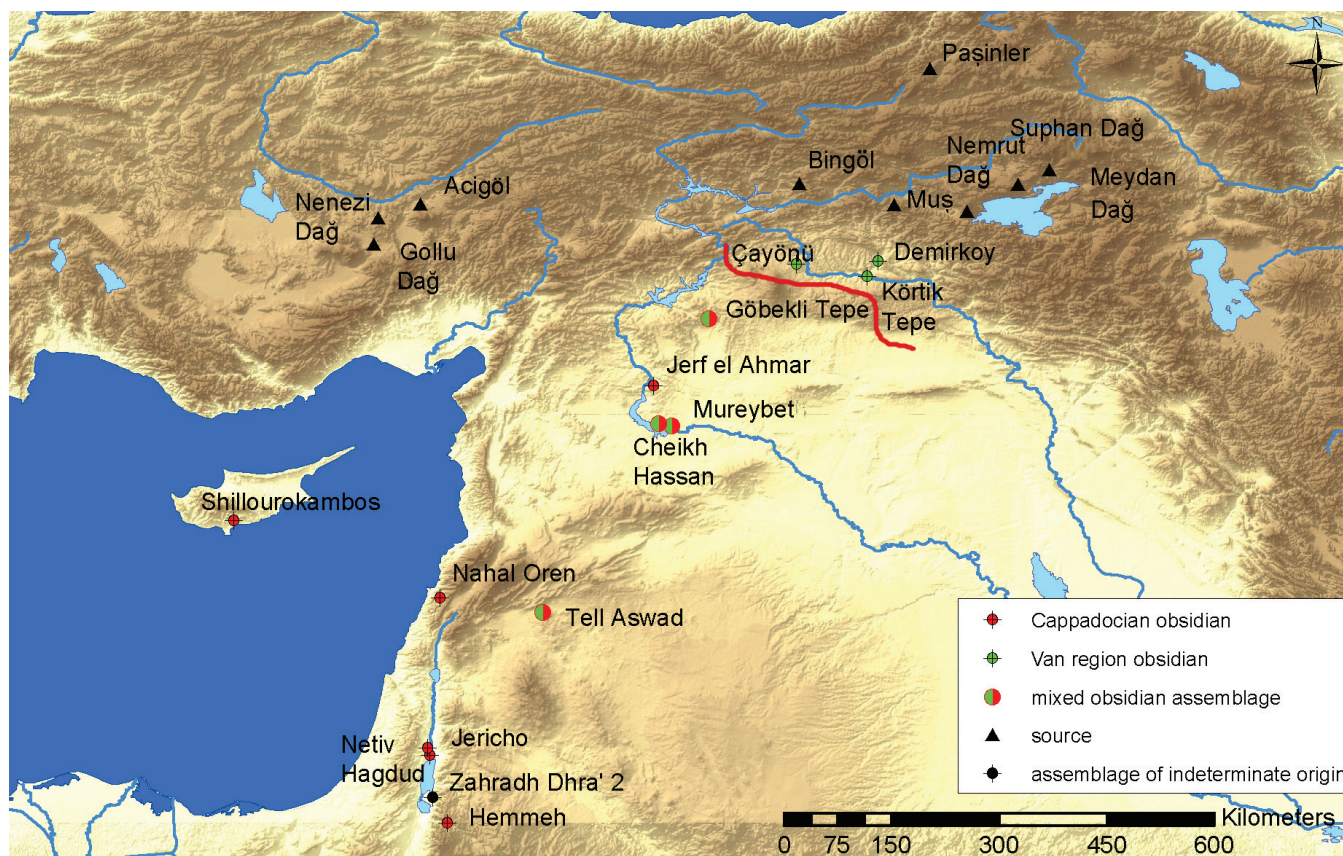 N
Paşinler
Suphan Dağ
Nemrut
Dağ
Bingöl
Meydan
Dağ
Muş
Acigöl
Nenezi
Dağ
Gollu
Dağ
Çayönü
Demirkoy
Körtik
Tepe
Göbekli Tepe
Jerf el Ahmar
Mureybet
Cheikh
Hassan
Shillourokambos
Nahal Oren
Tell Aswad
Netiv
Hagdud
Jericho
Zahradh Dhra' 2
Hemmeh
Cappadocian obsidian
Van region obsidian
mixed obsidian assemblage
source
assemblage of indeterminate origin
Kilometers
0 75 150 300 450 600